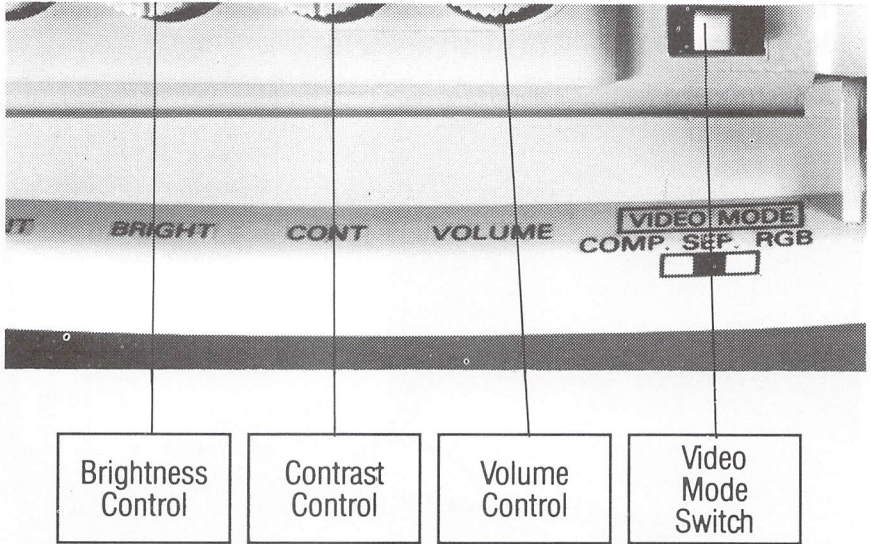 BRIGHT CONT VOLUME VIDEO MODE
COMP. SEP. RGB
Brightness
Control
Contrast
Control
Volume
Control
Video
Mode
Switch